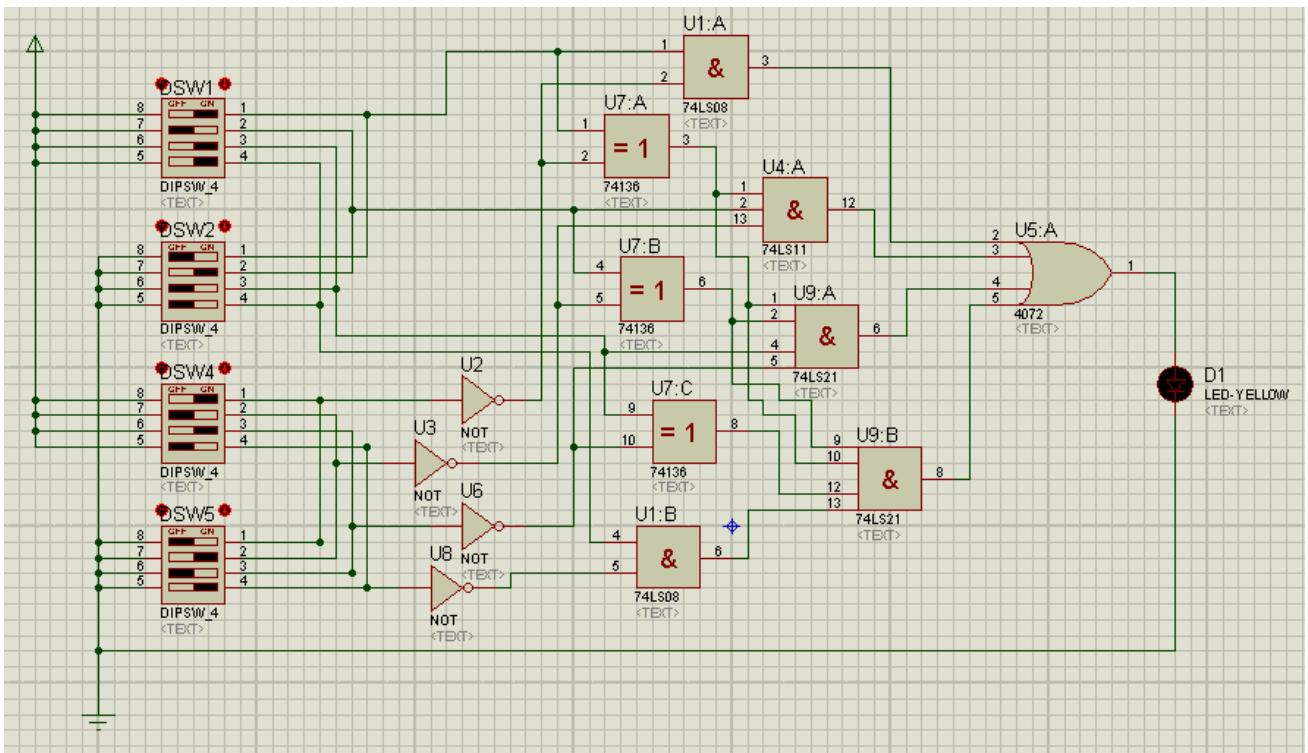 U1:A
1
2
&
3
74LS08
<TEXT>
DSW1
OFF ON
8 1
7 2
6 3
5 4
DIPSW_4
<TEXT>
U7:A
1
2
= 1
3
74136
<TEXT>
U4:A
1
2
13
&
12
74LS11
<TEXT>
DSW2
OFF ON
8 1
7 2
6 3
5 4
DIPSW_4
<TEXT>
U7:B
4
5
= 1
6
74136
<TEXT>
U5:A
2
3
4
5
1
4072
<TEXT>
U9:A
1
2
4
5
&
6
74LS21
<TEXT>
DSW4
OFF ON
8 1
7 2
6 3
5 4
DIPSW_4
<TEXT>
U2
NOT
<TEXT>
D1
LED-YELLOW
<TEXT>
U7:C
9
10
= 1
8
74136
<TEXT>
U3
NOT
<TEXT>
U9:B
9
10
12
13
&
8
74LS21
<TEXT>
U6
NOT
<TEXT>
DSW5
OFF ON
8 1
7 2
6 3
5 4
DIPSW_4
<TEXT>
U8
NOT
<TEXT>
U1:B
4
5
&
6
74LS08
<TEXT>